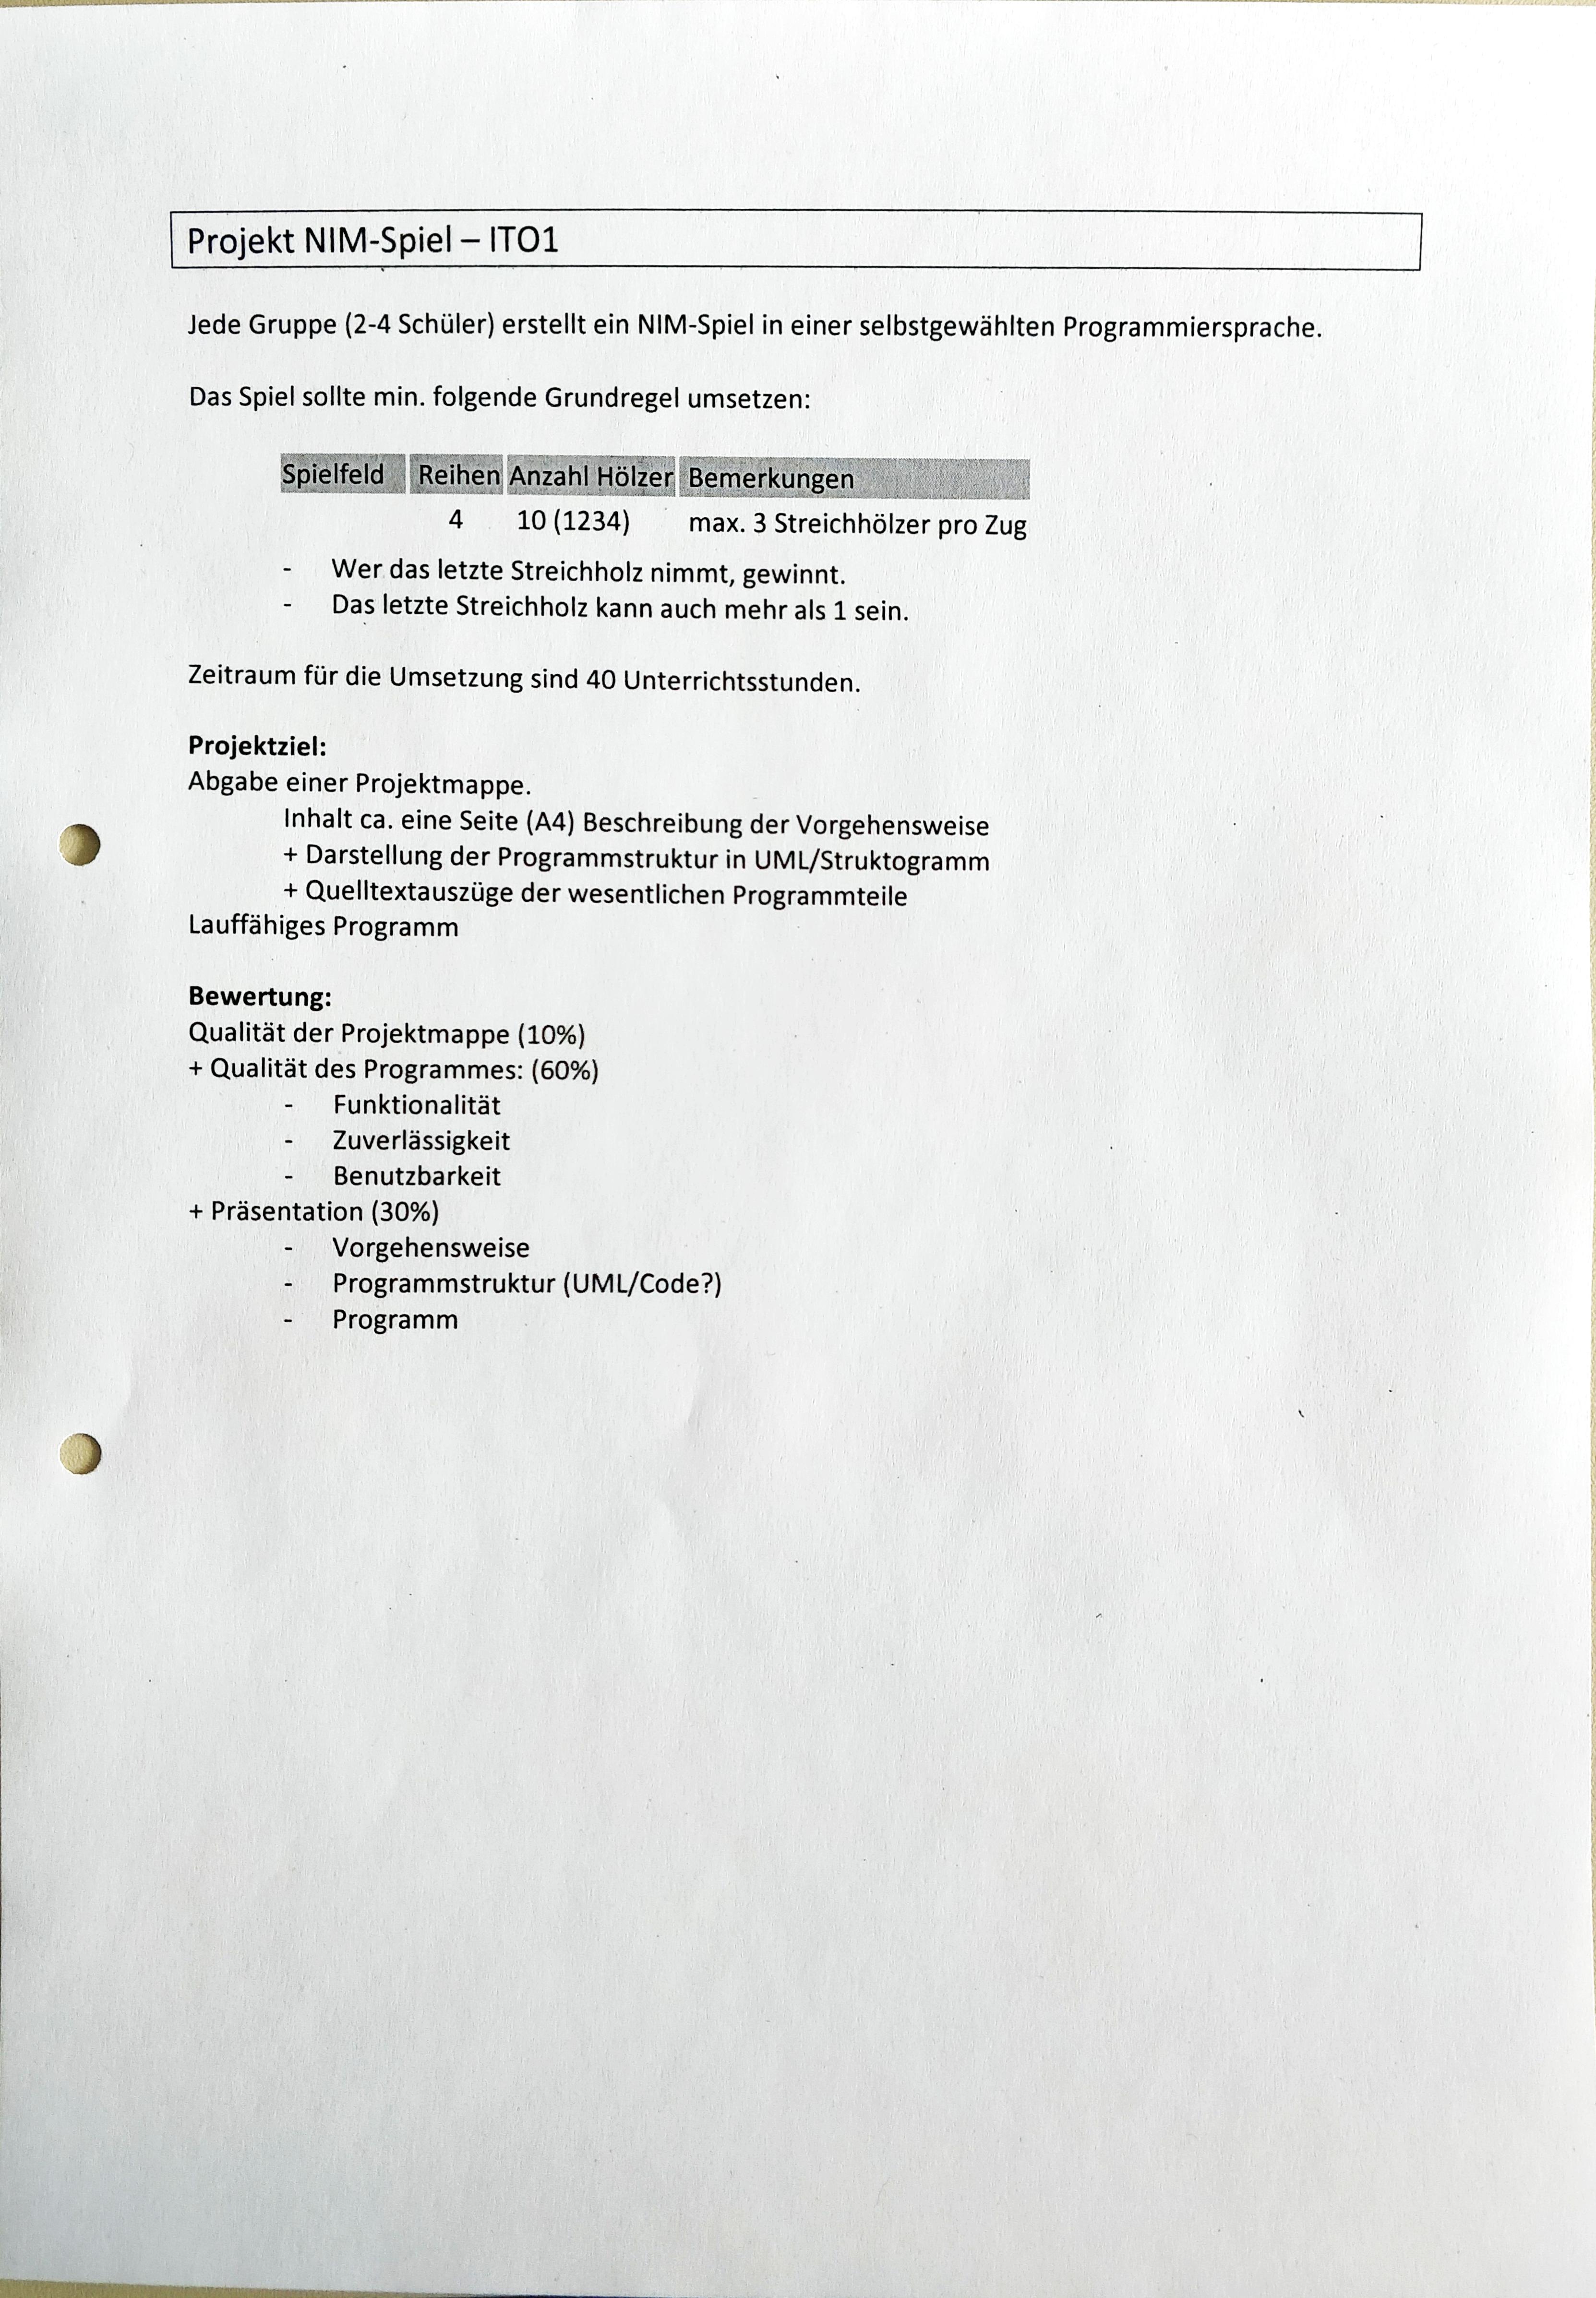 Projekt NIM-Spiel – ITO1
Jede Gruppe (2-4 Schüler) erstellt ein NIM-Spiel in einer selbstgewählten Programmiersprache.
Das Spiel sollte min. folgende Grundregel umsetzen:
Spielfeld Reihen Anzahl Hölzer Bemerkungen
4 10 (1234) max. 3 Streichhölzer pro Zug
- Wer das letzte Streichholz nimmt, gewinnt.
- Das letzte Streichholz kann auch mehr als 1 sein.
Zeitraum für die Umsetzung sind 40 Unterrichtsstunden.
Projektziel:
Abgabe einer Projektmappe.
Inhalt ca. eine Seite (A4) Beschreibung der Vorgehensweise
+ Darstellung der Programmstruktur in UML/Struktogramm
+ Quelltextauszüge der wesentlichen Programmteile
Lauffähiges Programm
Bewertung:
Qualität der Projektmappe (10%)
+ Qualität des Programmes: (60%)
- Funktionalität
- Zuverlässigkeit
- Benutzbarkeit
+ Präsentation (30%)
- Vorgehensweise
- Programmstruktur (UML/Code?)
- Programm